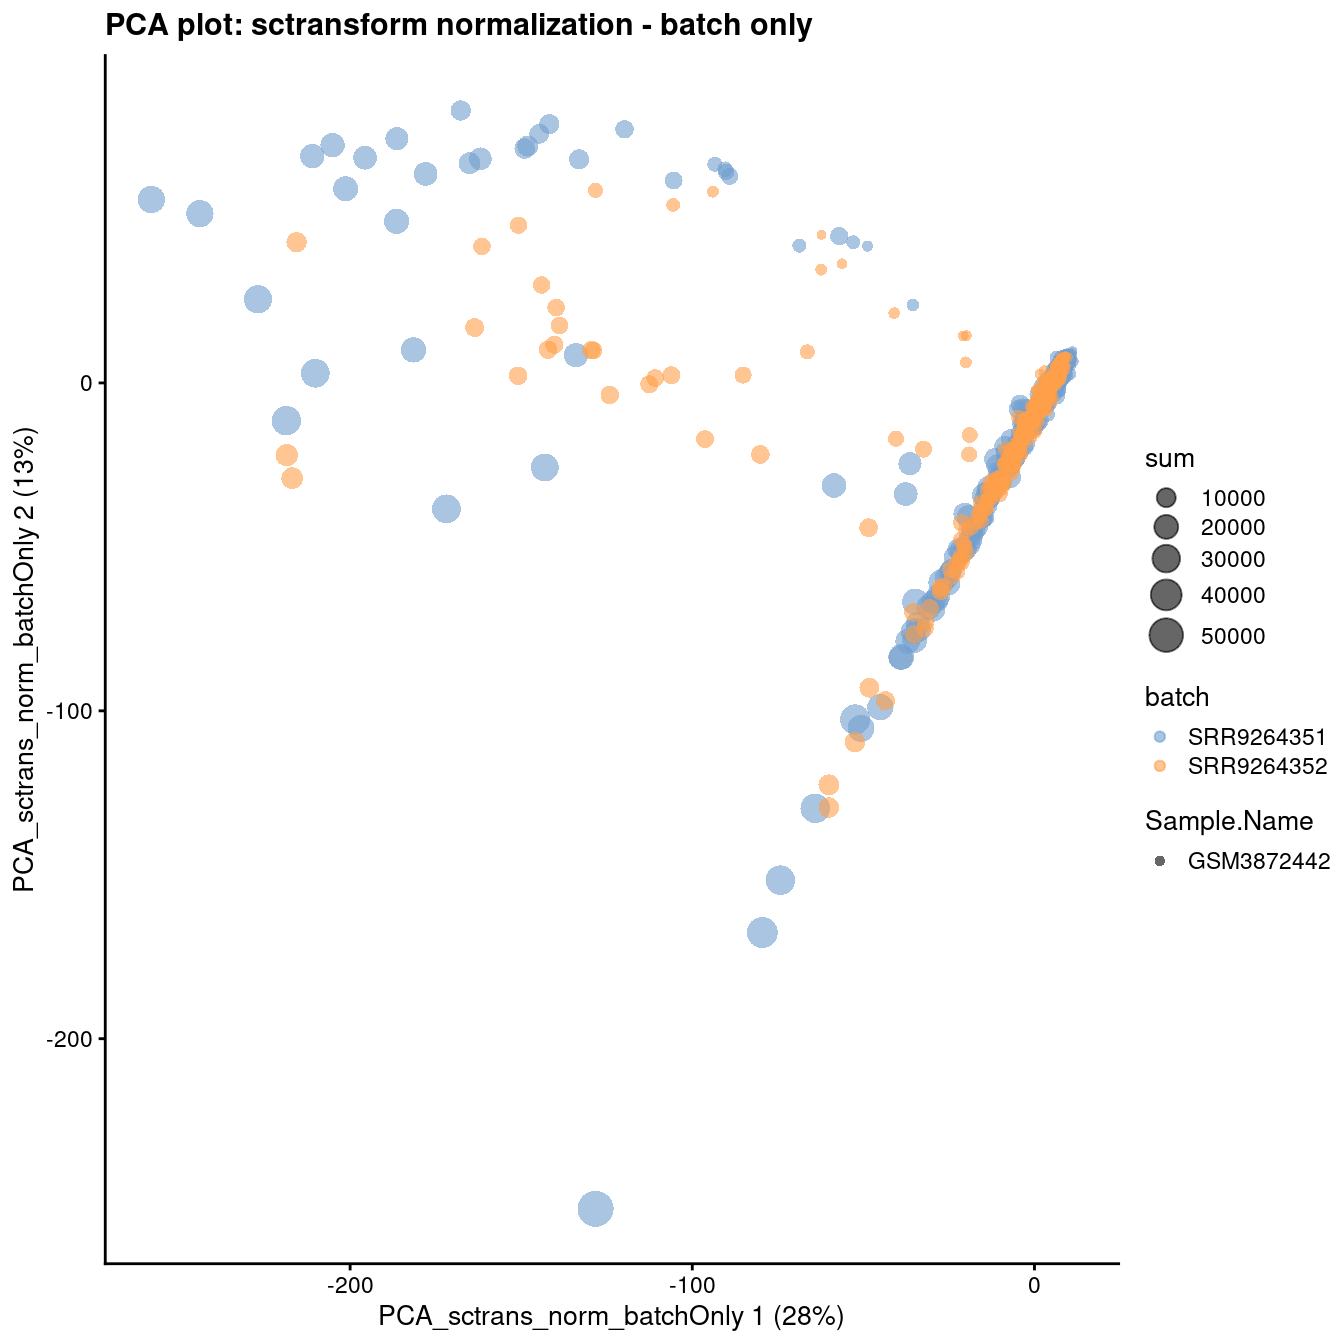 PCA plot: sctransform normalization - batch only
PCA_sctrans_norm_batchOnly 2 (13%)
0
-100
-200
-200
-100
0
PCA_sctrans_norm_batchOnly 1 (28%)
sum
10000
20000
30000
40000
50000
batch
SRR9264351
SRR9264352
Sample.Name
GSM3872442